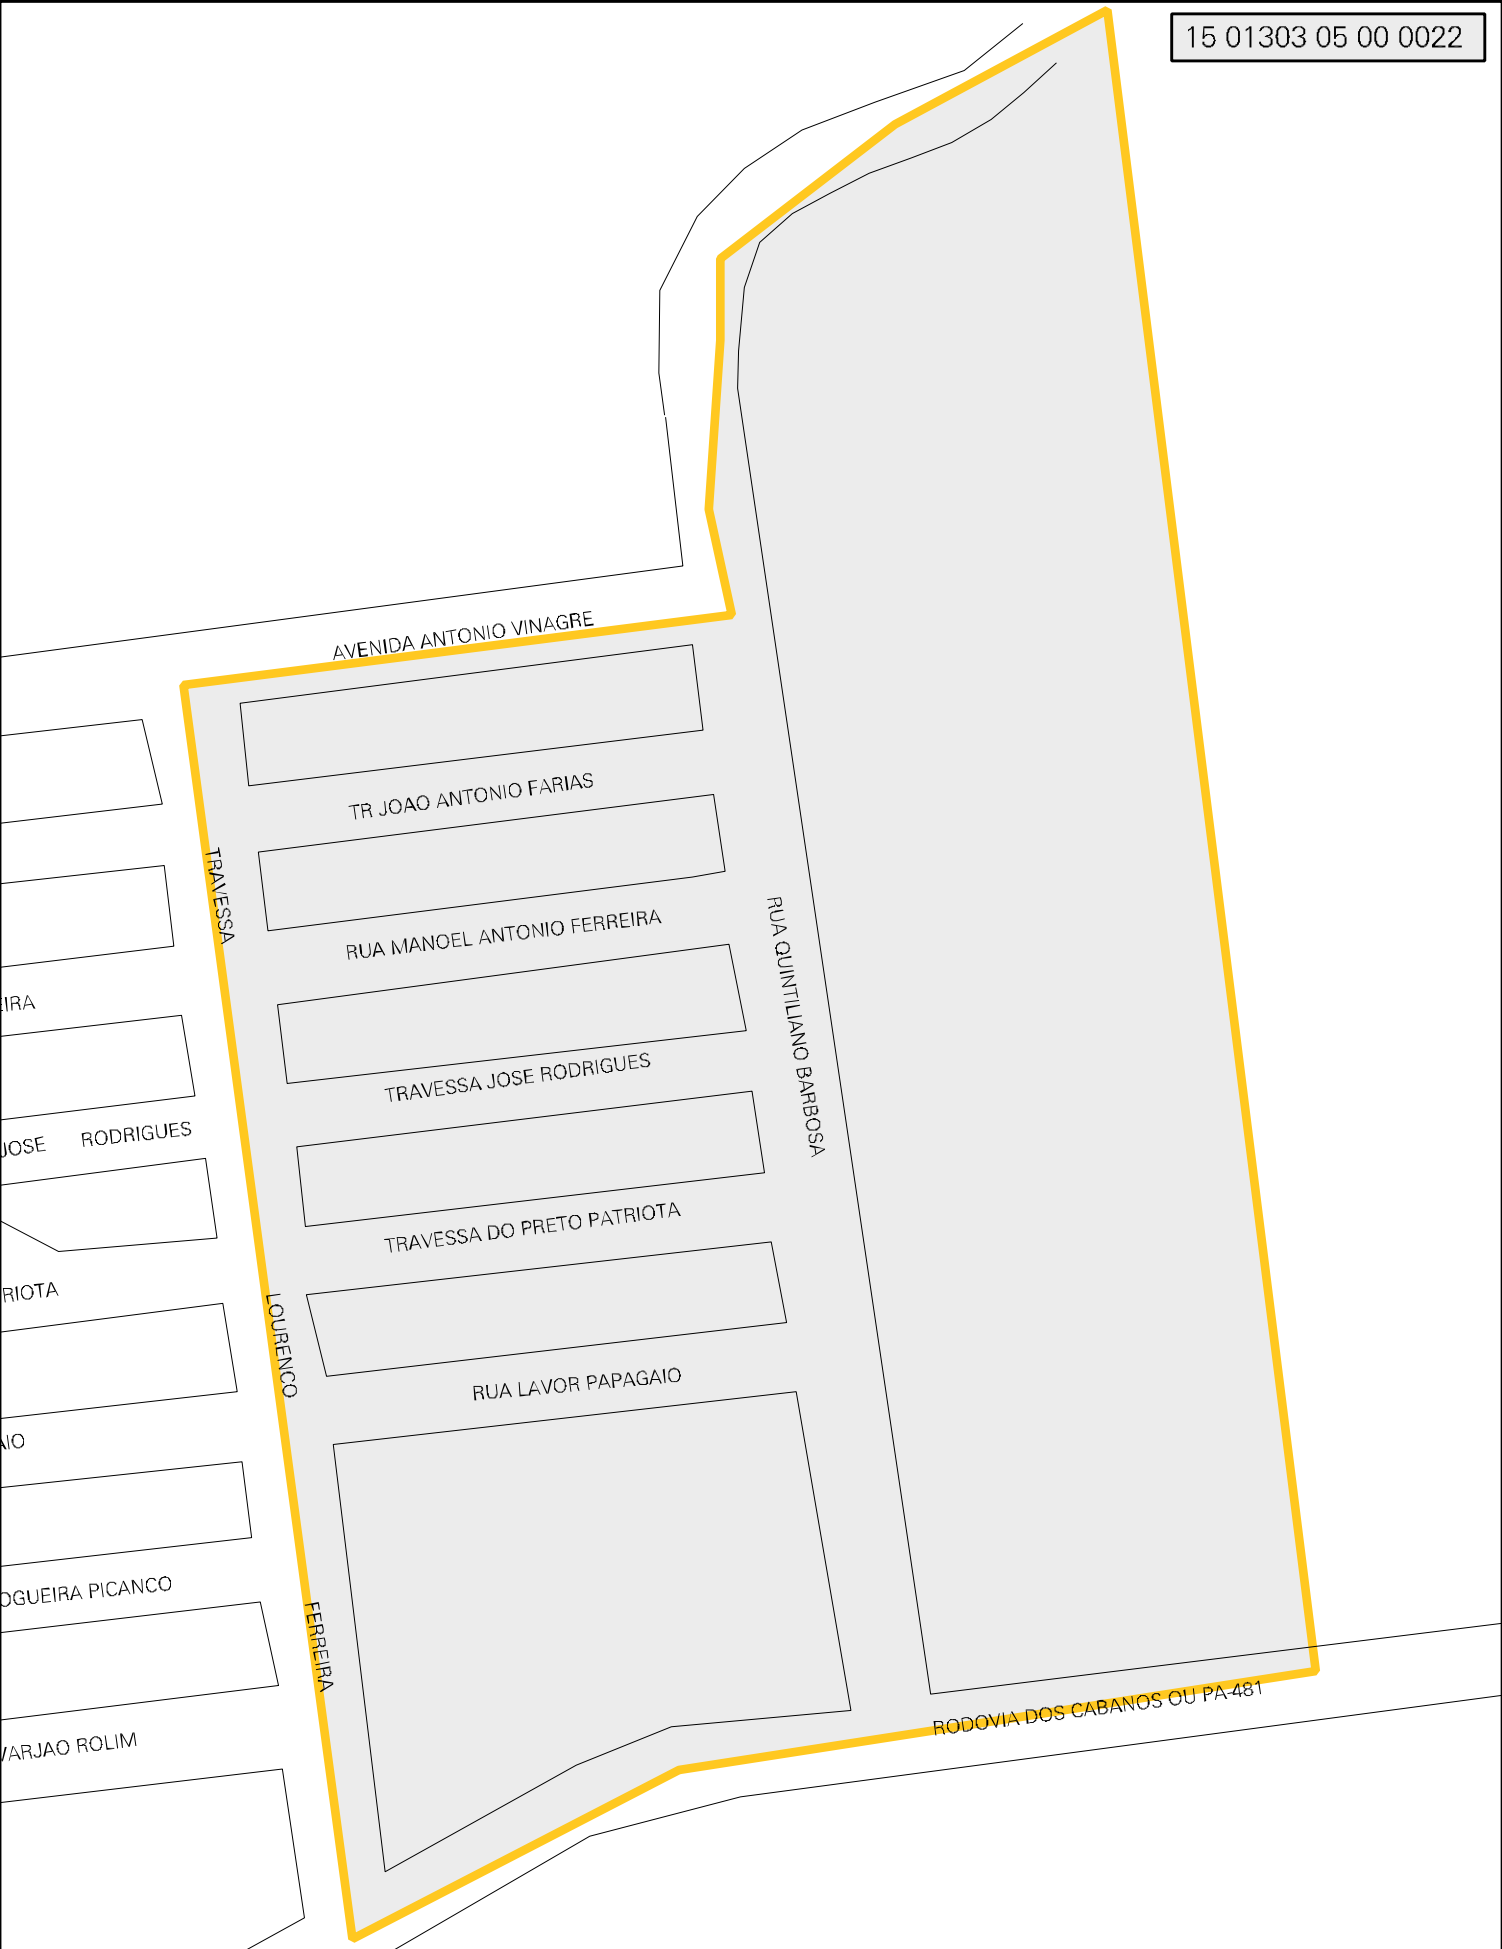 15 01303 05 00 0022
AVENIDA ANTONIO VINAGRE
TR JOAO ANTONIO FARIAS
TRAVESSA
RUA MANOEL ANTONIO FERREIRA
RUA QUINTILIANO BARBOSA
EIRA
TRAVESSA JOSE RODRIGUES
JOSE RODRIGUES
TRAVESSA DO PRETO PATRIOTA
RIOTA
LOURENCO
RUA LAVOR PAPAGAIO
AIO
OGUEIRA PICANCO
FERREIRA
RODOVIA DOS CABANOS OU PA-481
VARJAO ROLIM